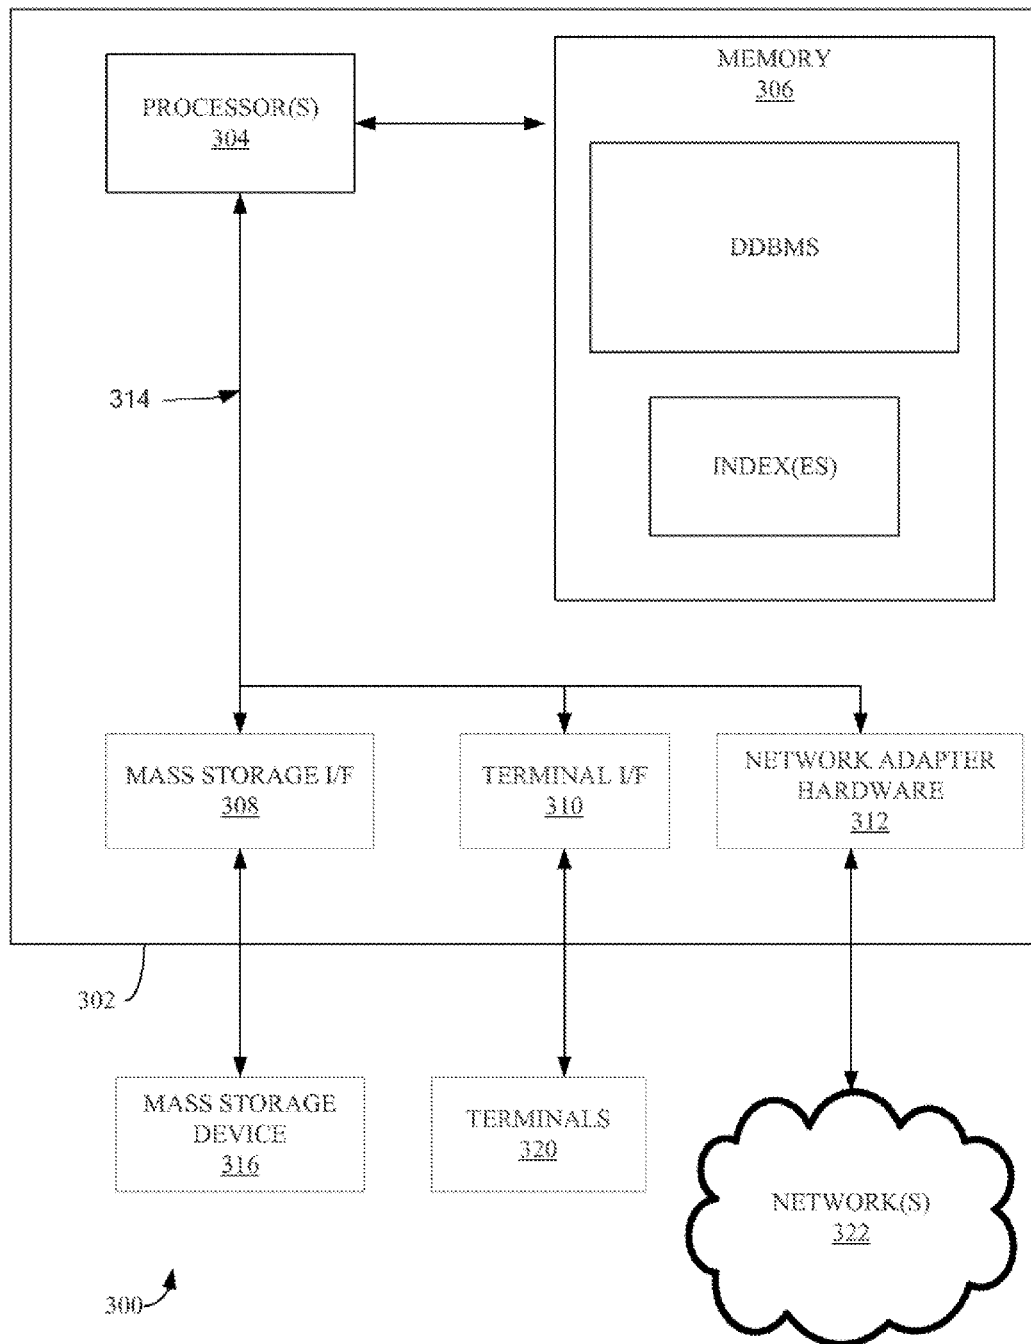 PROCESSOR(S)
304
MEMORY
306
DDBMS
INDEX(ES)
314
MASS STORAGE I/F
308
TERMINAL I/F
310
NETWORK ADAPTER
HARDWARE
312
302
MASS STORAGE
DEVICE
316
TERMINALS
320
NETWORK(S)
322
300